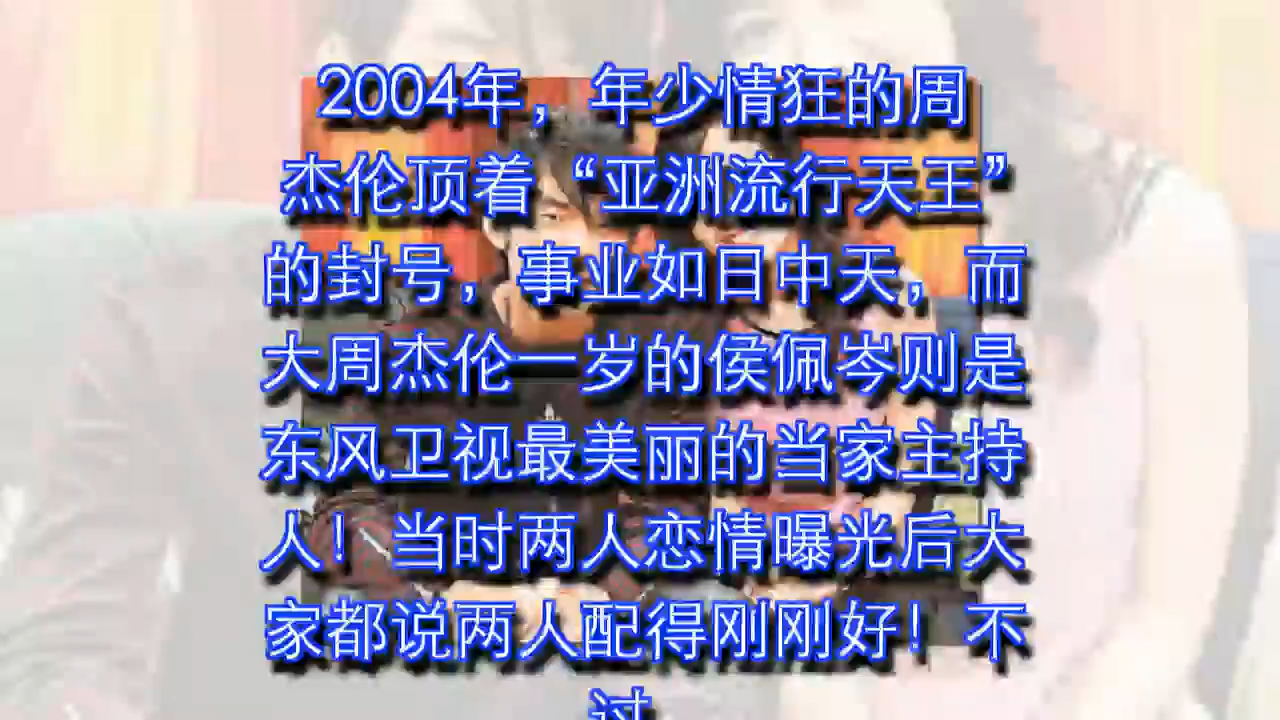 2004年，年少情狂的周
杰伦顶着“亚洲流行天王”
的封号，事业如日中天，而
大周杰伦一岁的侯佩岑则是
东风卫视最美丽的当家主持
人！当时两人恋情曝光后大
家都说两人配得刚刚好！不
过